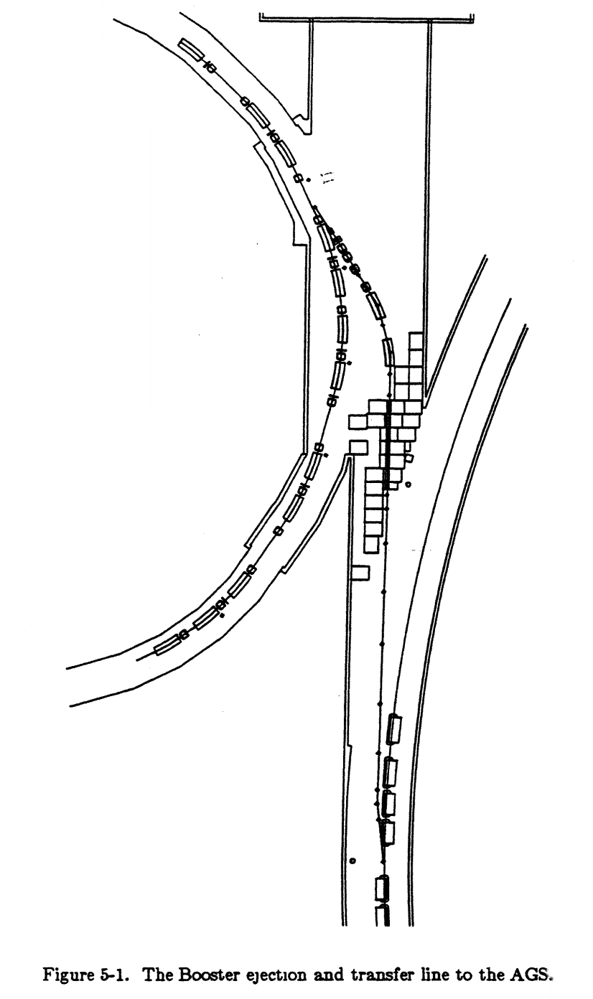 Figure 5-1. The Booster ejection and transfer line to the AGS.